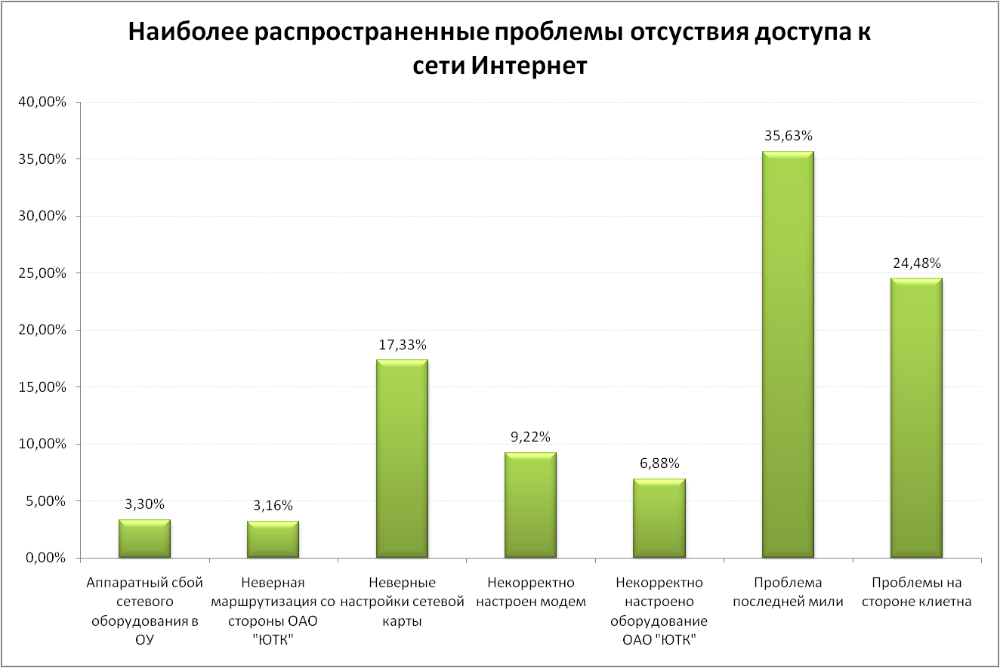 Наиболее распространенные проблемы отсуствия доступа к
сети Интернет
40,00%
35,00%
30,00%
25,00%
20,00%
15,00%
10,00%
5,00%
0,00%
3,30%
3,16%
17,33%
9,22%
6,88%
35,63%
24,48%
Аппаратный сбой
сетевого
оборудования в
ОУ
Неверная
маршрутизация со
стороны ОАО
"ЮТК"
Неверные
настройки сетевой
карты
Некорректно
настроен модем
Некорректно
настроено
оборудование
ОАО "ЮТК"
Проблема
последней мили
Проблемы на
стороне клиетна